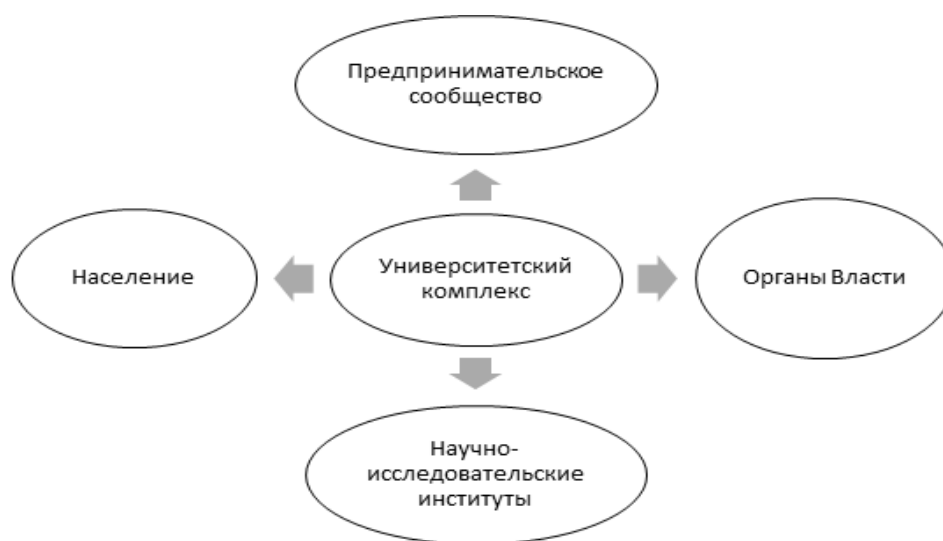 Предпринимательское
сообщество
Население
Университетский
комплекс
Органы Власти
Научно-
исследовательские
институты